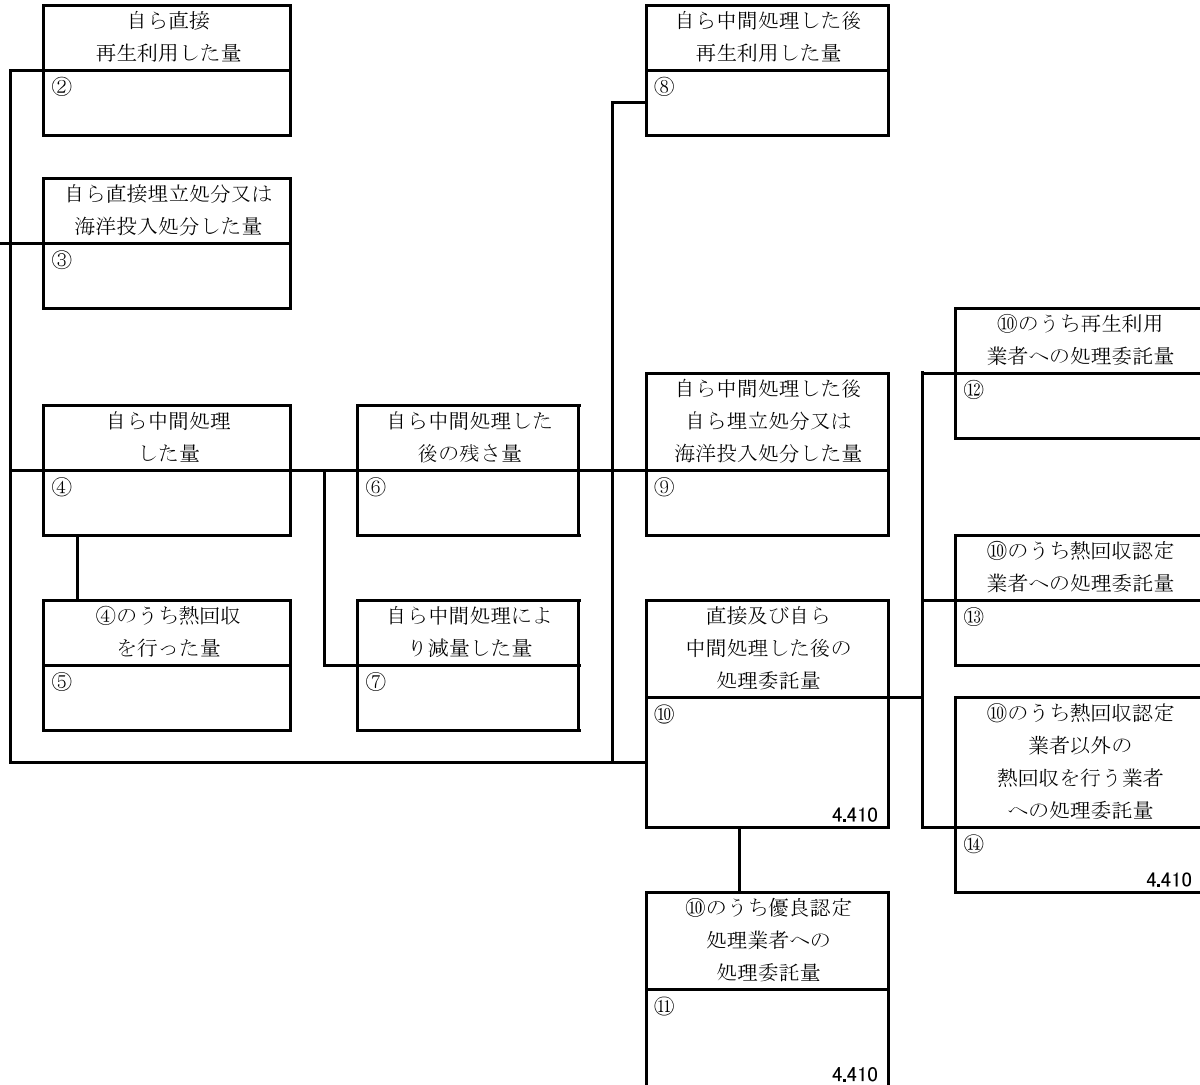 自ら直接
再生利用した量
②
自ら中間処理した後
再生利用した量
⑧
自ら直接埋立処分又は
海洋投入処分した量
③
⑩のうち再生利用
業者への処理委託量
⑫
自ら中間処理
した量
④
自ら中間処理した
後の残さ量
⑥
自ら中間処理した後
自ら埋立処分又は
海洋投入処分した量
⑨
⑩のうち熱回収認定
業者への処理委託量
⑬
④のうち熱回収
を行った量
⑤
自ら中間処理によ
り減量した量
⑦
直接及び自ら
中間処理した後の
処理委託量
⑩
4.410
⑩のうち熱回収認定
業者以外の
熱回収を行う業者
への処理委託量
⑭
4.410
⑩のうち優良認定
処理業者への
処理委託量
⑪
4.410